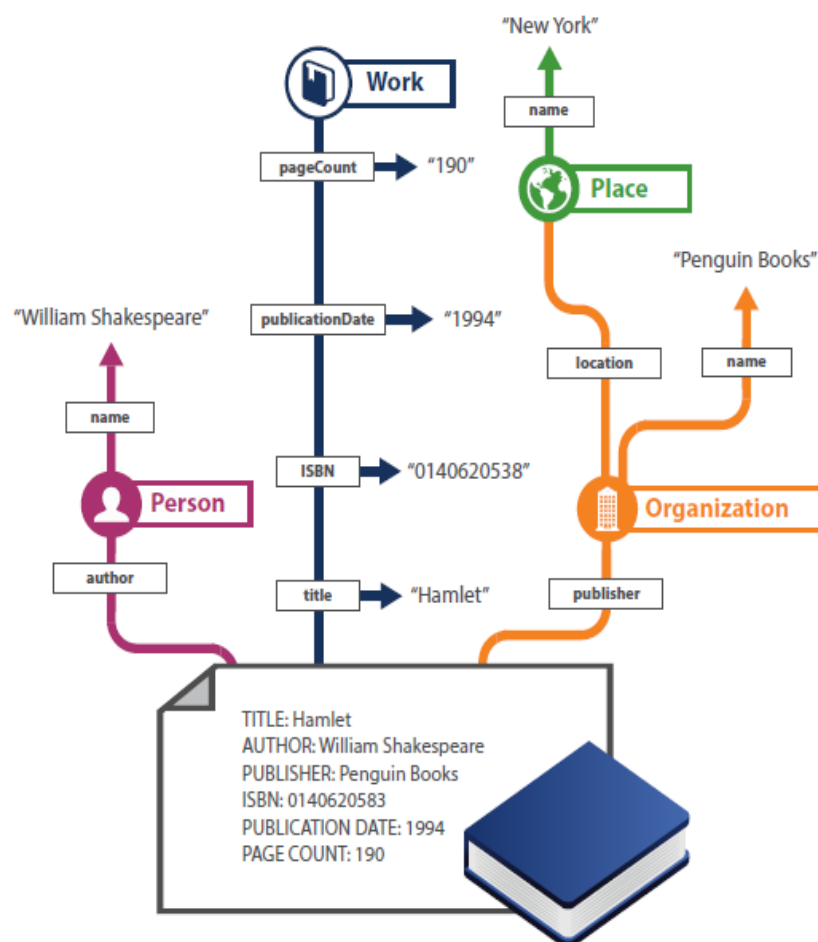 “New York”
name
Work
pageCount
“190”
Place
“Penguin Books”
“William Shakespeare”
publicationDate
“1994”
location
name
name
ISBN
“0140620538”
Person
Organization
author
title
“Hamlet”
publisher
TITLE: Hamlet
AUTHOR: William Shakespeare
PUBLISHER: Penguin Books
ISBN: 0140620583
PUBLICATION DATE: 1994
PAGE COUNT: 190